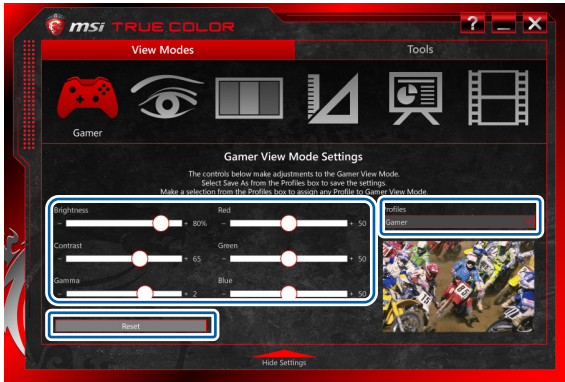 msi TRUE COLOR
? _ X
View Modes Tools
Gamer
Gamer View Mode Settings
The controls below make adjustments to the Gamer View Mode.
Select Save As from the Profiles box to save the settings.
Make a selection from the Profiles box to assign any Profile to Gamer View Mode.
Brightness
- + 80%
Contrast
- + 65
Gamma
- + 2
Red
- + 50
Green
- + 50
Blue
- + 50
Profiles
Gamer
Reset
Hide Settings